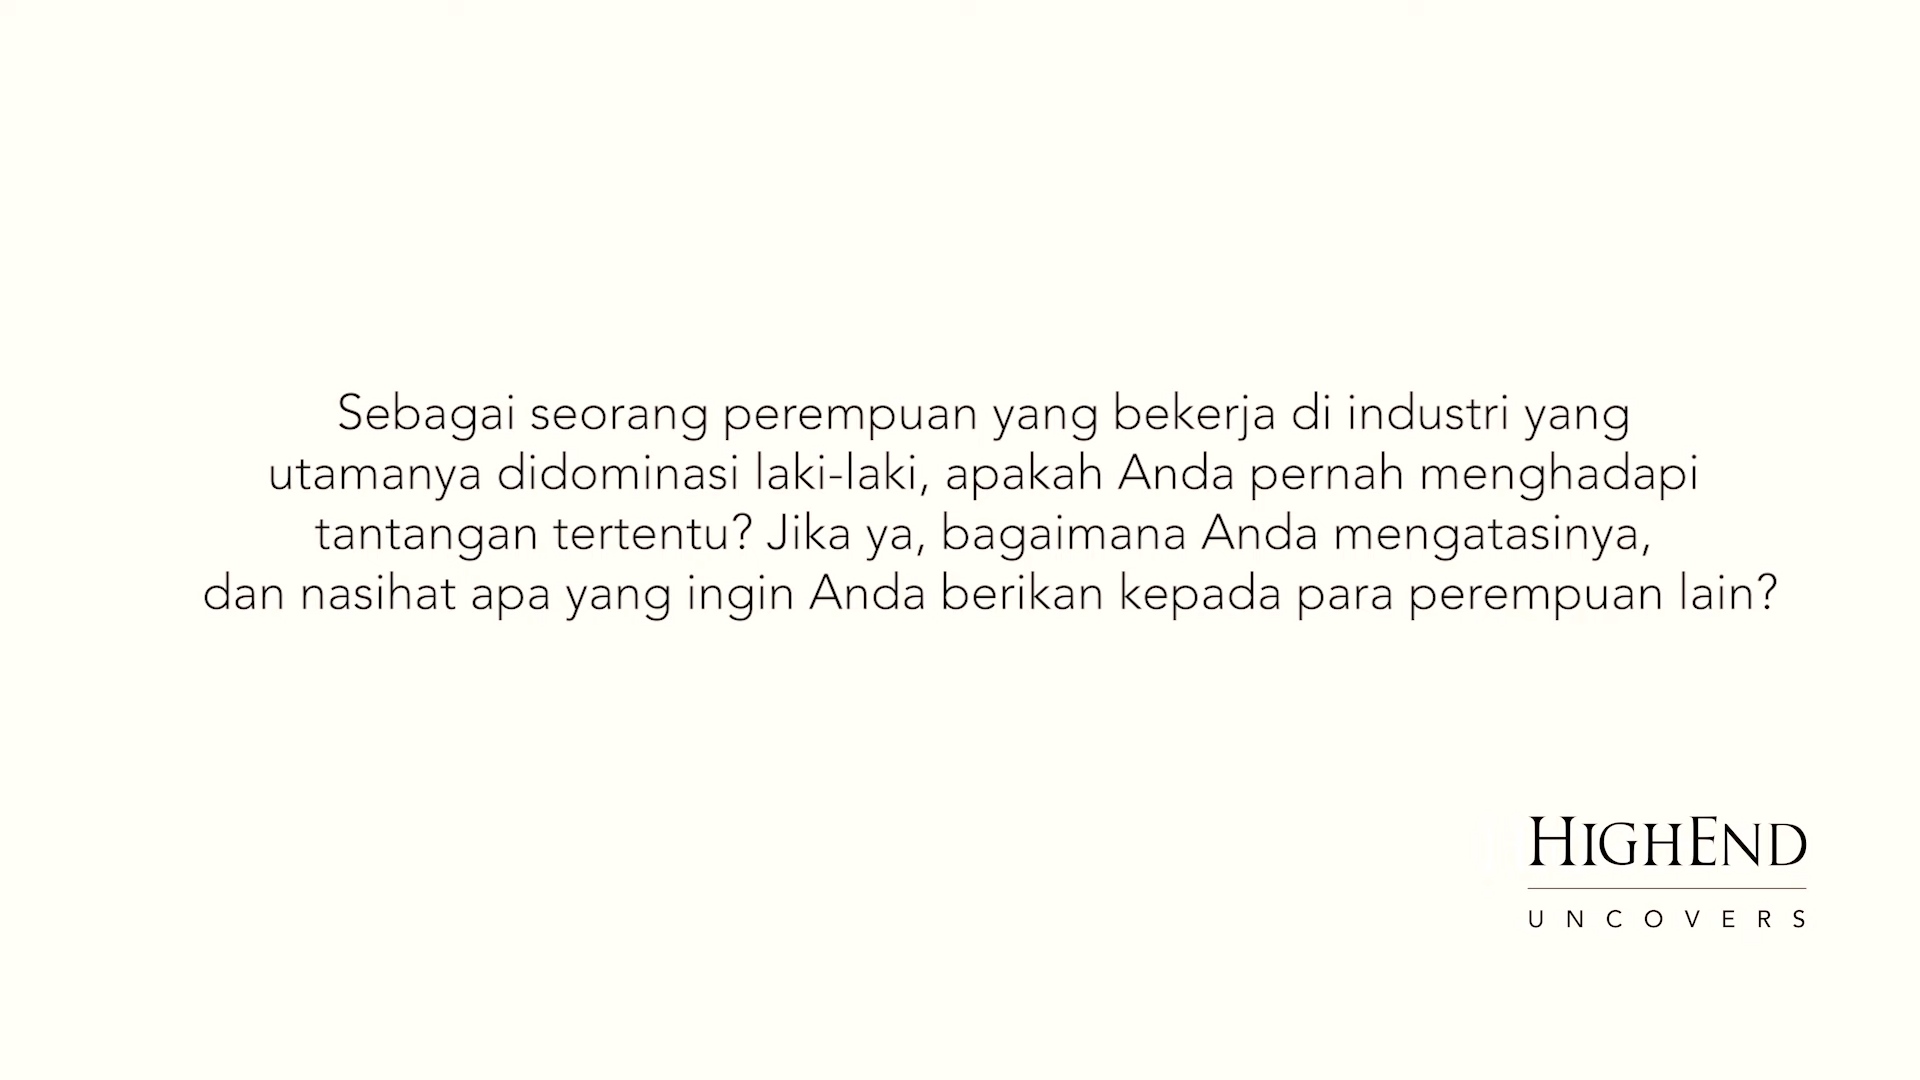 Sebagai seorang perempuan yang bekerja di industri yang
utamanya didominasi laki-laki, apakah Anda pernah menghadapi
tantangan tertentu? Jika ya, bagaimana Anda mengatasinya,
dan nasihat apa yang ingin Anda berikan kepada para perempuan lain?
HIGHEND
UNCOVERS